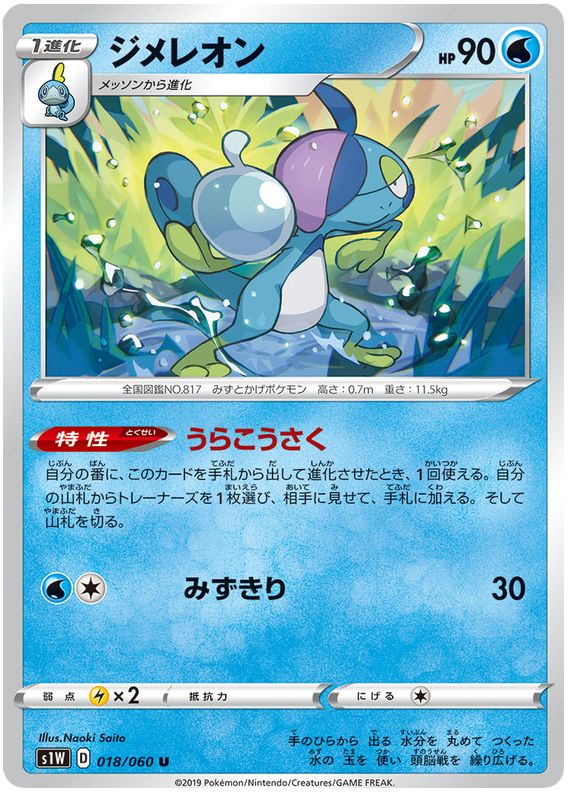 1進化
ジメレオン
HP 90
メッソンから進化
全国図鑑NO.817 みずとかげポケモン 高さ:0.7m 重さ:11.5kg
特性 とくせい うらこうさく
自分の番に、このカードを手札から出して進化させたとき、1回使える。自分
の山札からトレーナーズを1枚選び、相手に見せて、手札に加える。そして
山札を切る。
みずきり 30
弱点 ×2 抵抗力 にげる
Illus.Naoki Saito
手のひらから 出る 水分を 丸めて つくった
水の 玉を 使い 頭脳戦を 繰り広げる。
s1W D 018/060 U
©2019 Pokémon/Nintendo/Creatures/GAME FREAK.